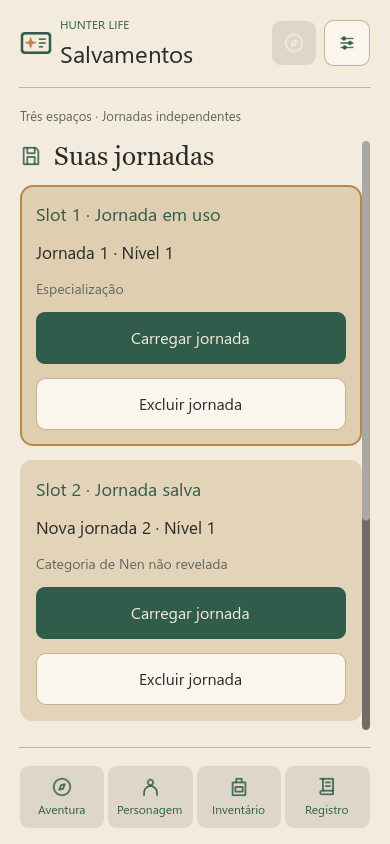 HUNTER LIFE
Salvamentos
Três espaços · Jornadas independentes
Suas jornadas
Slot 1 · Jornada em uso
Jornada 1 · Nível 1
Especialização
Carregar jornada
Excluir jornada
Slot 2 · Jornada salva
Nova jornada 2 · Nível 1
Categoria de Nen não revelada
Carregar jornada
Excluir jornada
Aventura
Personagem
Inventário
Registro